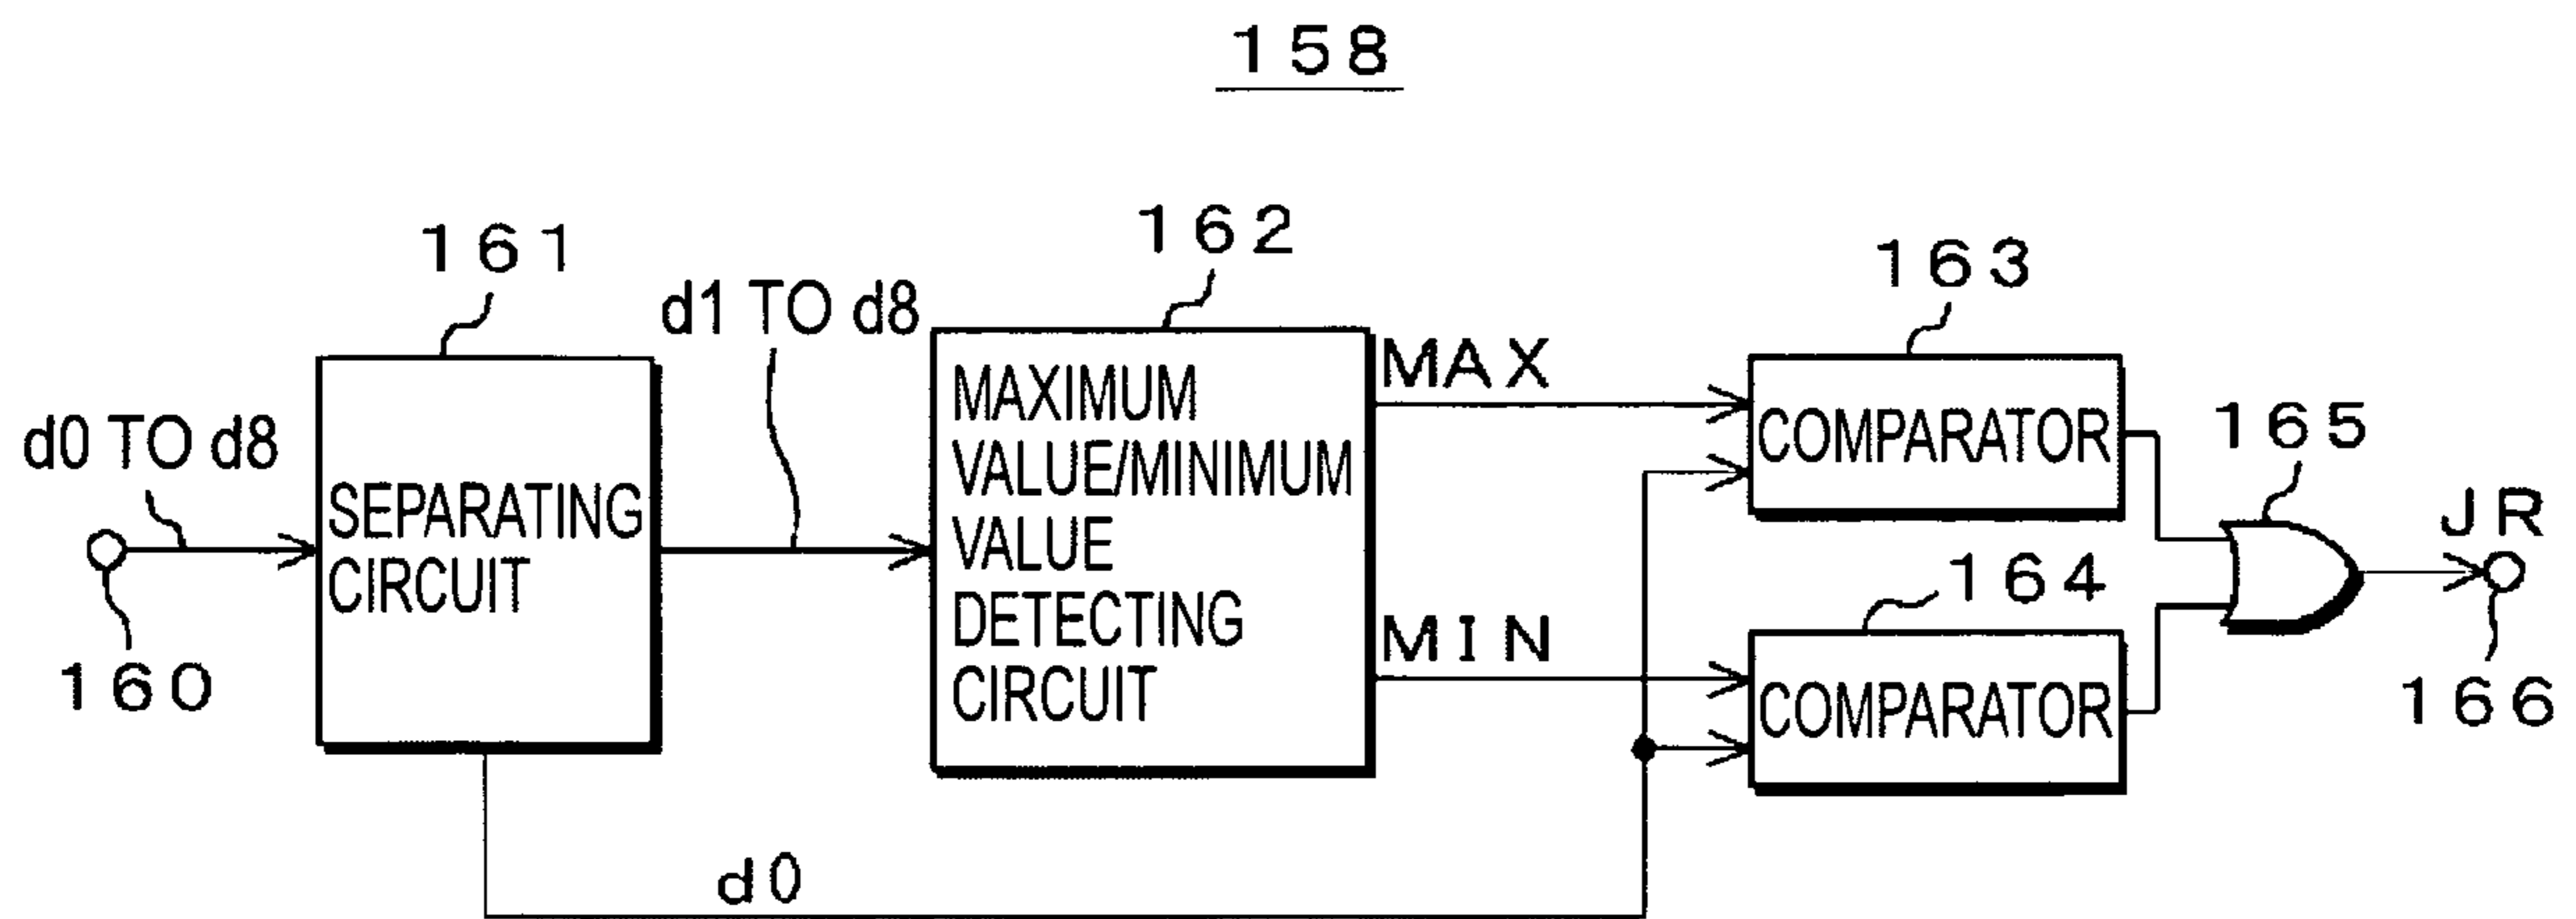 158
161
162
163
d1 TO d8
MAX
d0 TO d8
SEPARATING
CIRCUIT
MAXIMUM
VALUE/MINIMUM
VALUE
DETECTING
CIRCUIT
COMPARATOR
165
JR
164
MIN
160
COMPARATOR
166
d0